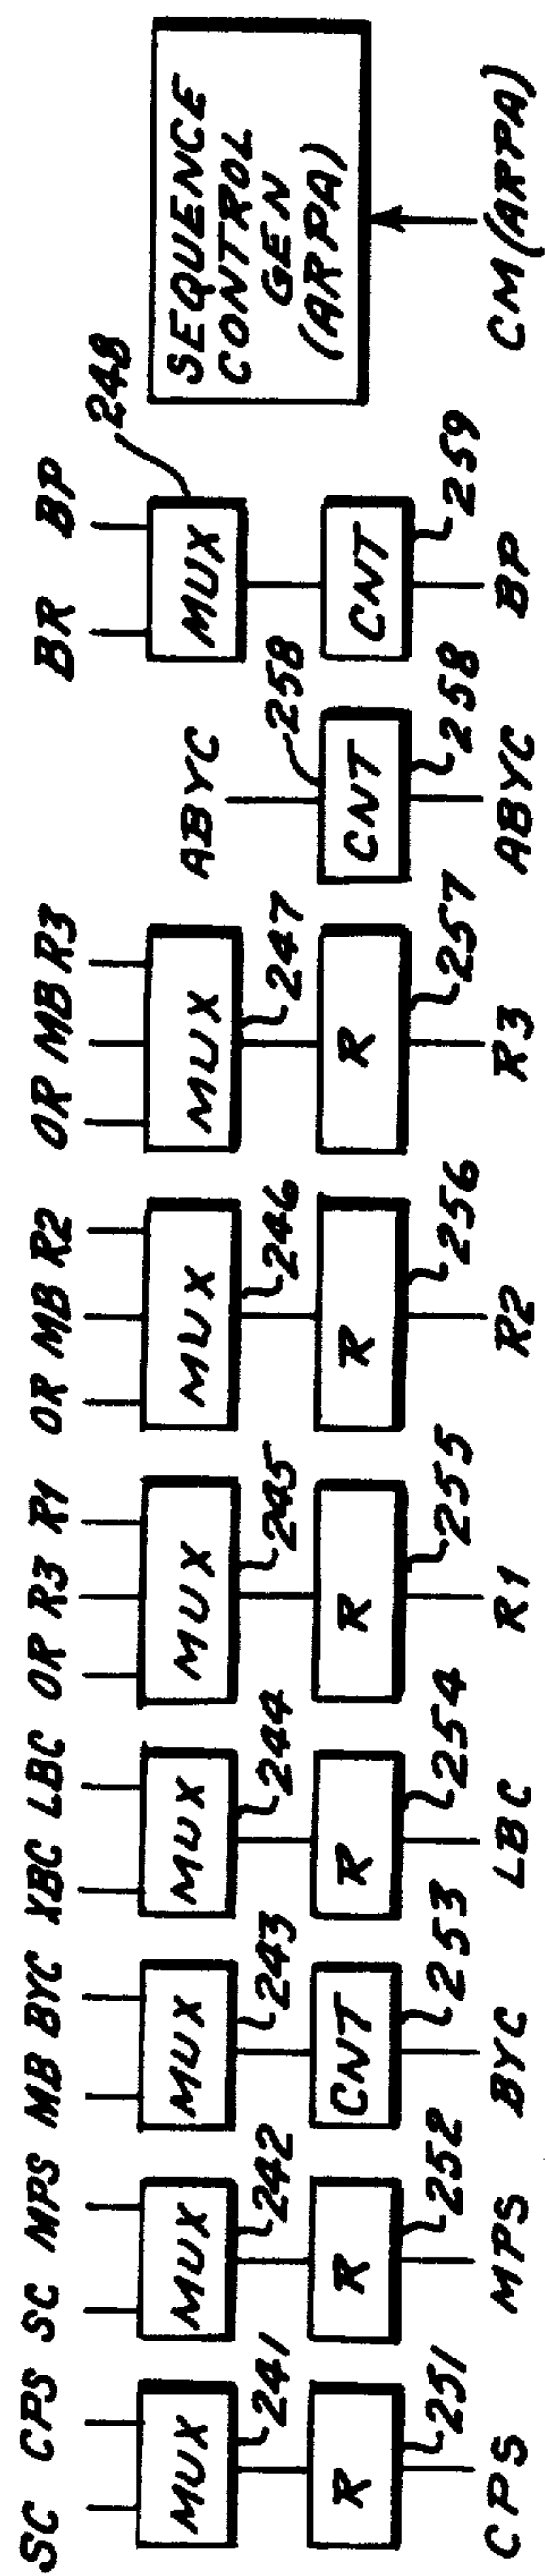 SC CPS
MUX
241
R
251
CPS
SC MPS
MUX
242
R
252
MPS
MB BYC
MUX
243
CNT
253
BYC
XBC LBC
MUX
244
R
254
LBC
OR R3 R1
MUX
245
R
255
R1
OR MB R2
MUX
246
R
256
R2
OR MB R3
MUX
247
R
257
R3
ABYC
258
CNT
258
ABYC
BR BP
248
MUX
CNT
259
BP
SEQUENCE
CONTROL
GEN
(ARPA)
CM(ARPA)